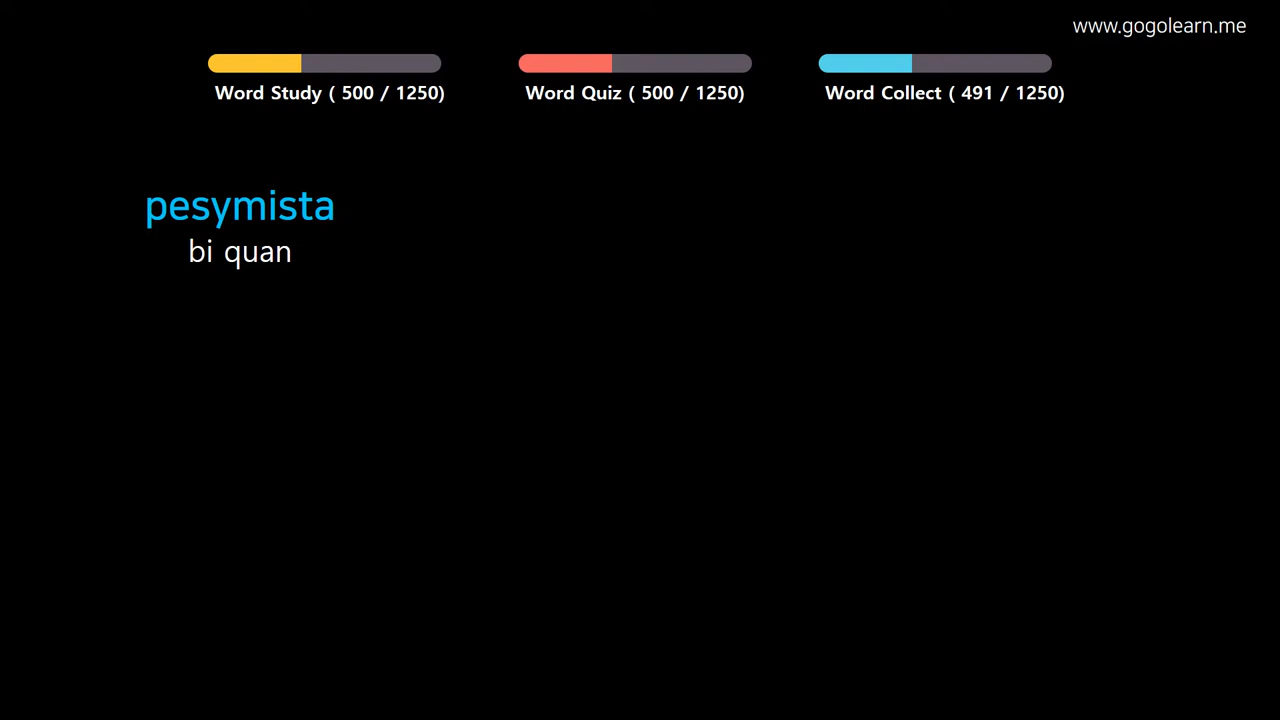 www.gogolearn.me
Word Study ( 500 / 1250)
Word Quiz ( 500 / 1250)
Word Collect ( 491 / 1250)
pesymista
bi quan